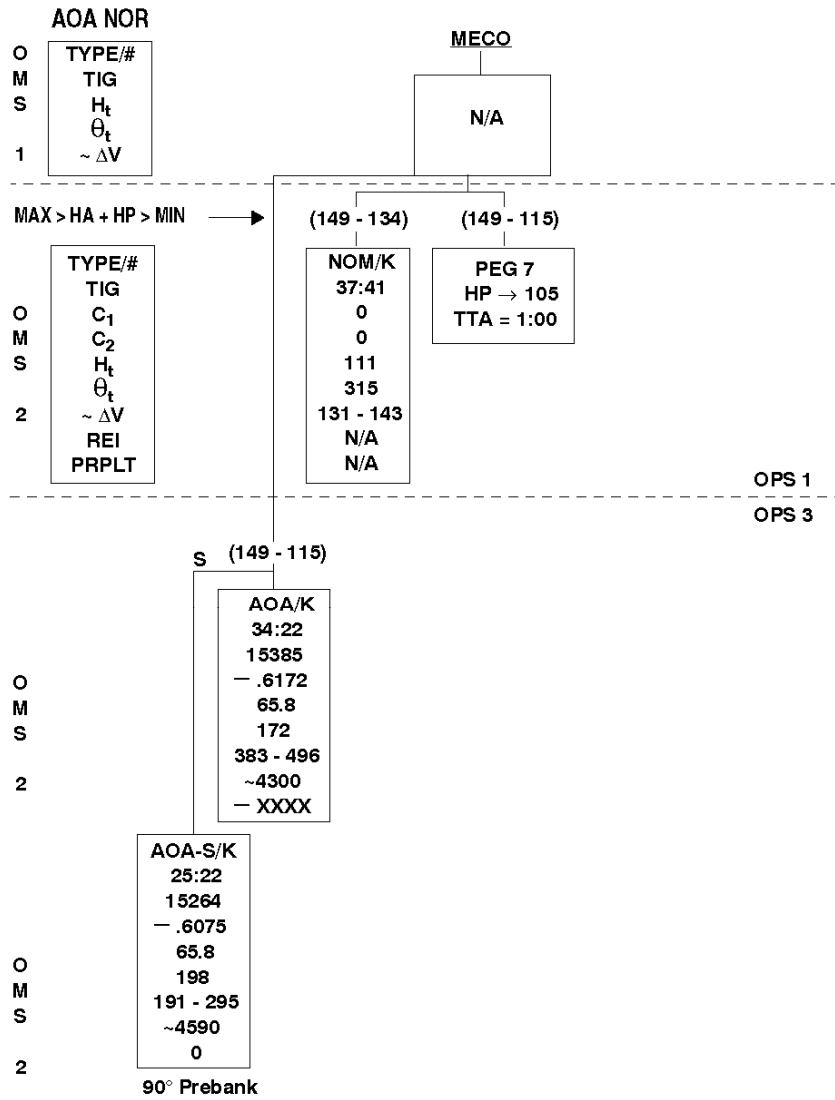 AOA NOR
O
M
S
1
TYPE/#
TIG
Ht
θt
~ ΔV
MECO
N/A
MAX > HA + HP > MIN
(149 - 134)
(149 - 115)
O
M
S
2
TYPE/#
TIG
C1
C2
Ht
θt
~ ΔV
REI
PRPLT
NOM/K
37:41
0
0
111
315
131 - 143
N/A
N/A
PEG 7
HP → 105
TTA = 1:00
OPS 1
OPS 3
S
(149 - 115)
O
M
S
2
AOA/K
34:22
15385
— .6172
65.8
172
383 - 496
~4300
— XXXX
O
M
S
2
AOA-S/K
25:22
15264
— .6075
65.8
198
191 - 295
~4590
0
90° Prebank